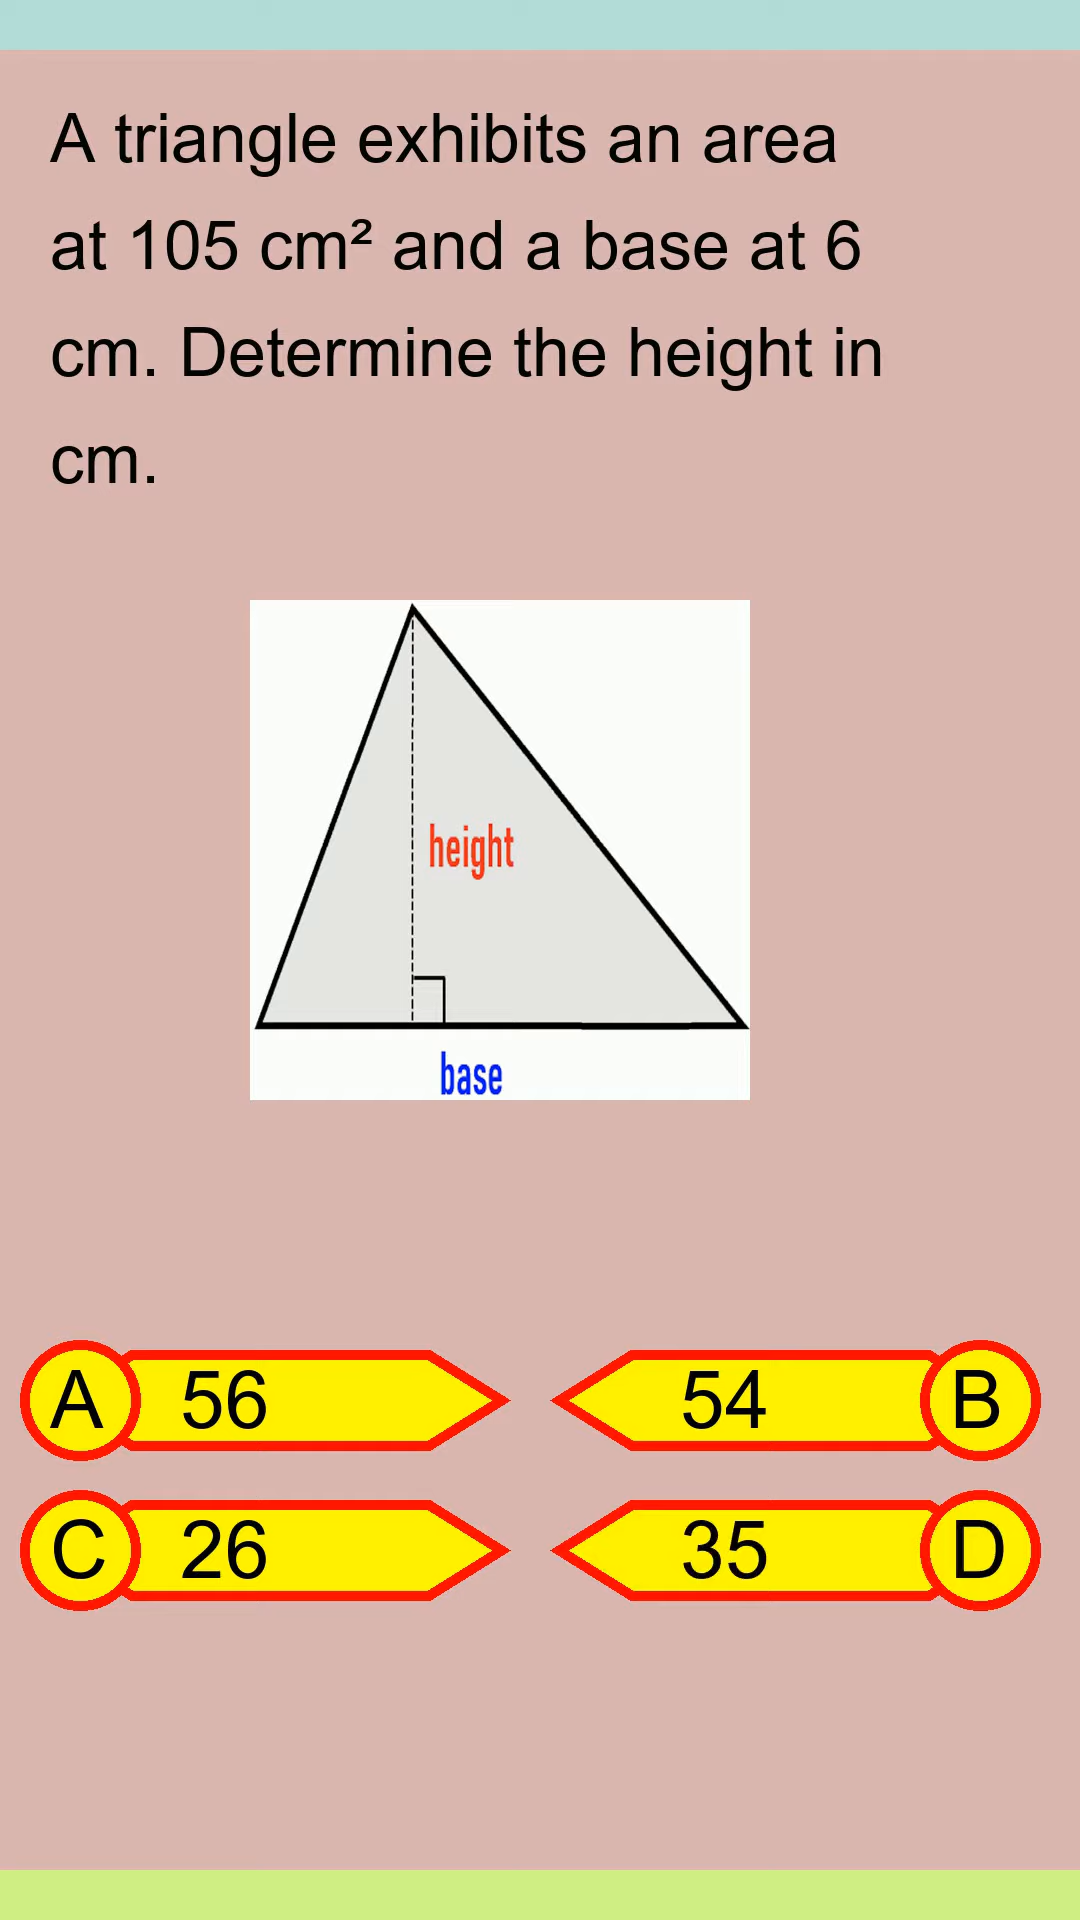 A triangle exhibits an area
at 105 cm² and a base at 6
cm. Determine the height in
cm.
height
base
A 56
54 B
C 26
35 D